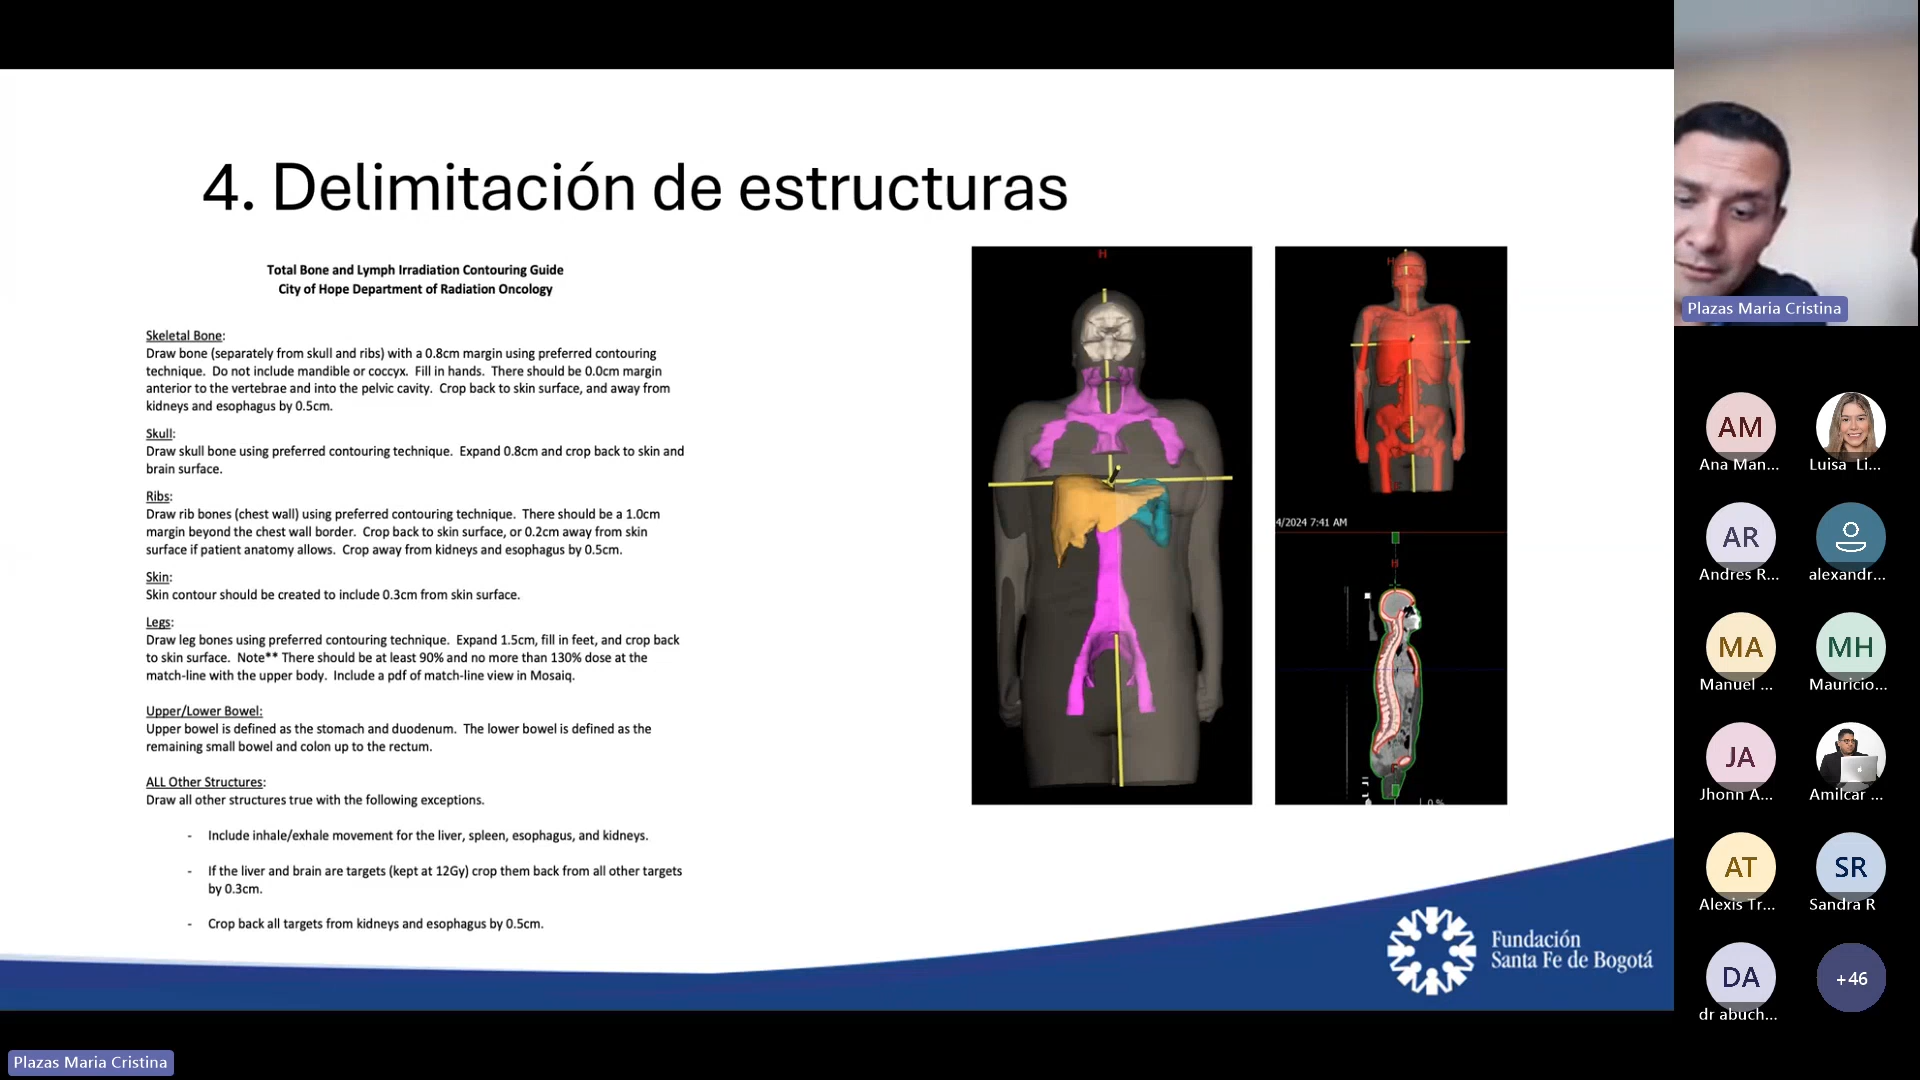 4. Delimitación de estructuras
Total Bone and Lymph Irradiation Contouring Guide
City of Hope Department of Radiation Oncology
Skeletal Bone:
Draw bone (separately from skull and ribs) with a 0.8cm margin using preferred contouring
technique. Do not include mandible or coccyx. Fill in hands. There should be 0.0cm margin
anterior to the vertebrae and into the pelvic cavity. Crop back to skin surface, and away from
kidneys and esophagus by 0.5cm.
Skull:
Draw skull bone using preferred contouring technique. Expand 0.8cm and crop back to skin and
brain surface.
Ribs:
Draw rib bones (chest wall) using preferred contouring technique. There should be a 1.0cm
margin beyond the chest wall border. Crop back to skin surface, or 0.2cm away from skin
surface if patient anatomy allows. Crop away from kidneys and esophagus by 0.5cm.
Skin:
Skin contour should be created to include 0.3cm from skin surface.
Legs:
Draw leg bones using preferred contouring technique. Expand 1.5cm, fill in feet, and crop back
to skin surface. Note** There should be at least 90% and no more than 130% dose at the
match-line with the upper body. Include a pdf of match-line view in Mosaiq.
Upper/Lower Bowel:
Upper bowel is defined as the stomach and duodenum. The lower bowel is defined as the
remaining small bowel and colon up to the rectum.
ALL Other Structures:
Draw all other structures true with the following exceptions.
- Include inhale/exhale movement for the liver, spleen, esophagus, and kidneys.
- If the liver and brain are targets (kept at 12Gy) crop them back from all other targets
by 0.3cm.
- Crop back all targets from kidneys and esophagus by 0.5cm.
H
H
4/2024 7:41 AM
H
0 %
Fundación
Santa Fe de Bogotá
Plazas Maria Cristina
AM
Ana Man...
Luisa Li...
AR
Andres R...
alexandr...
MA
Manuel ...
MH
Mauricio...
JA
Jhonn A...
Amilcar ...
AT
Alexis Tr...
SR
Sandra R
DA
dr abuch...
+46
Plazas Maria Cristina